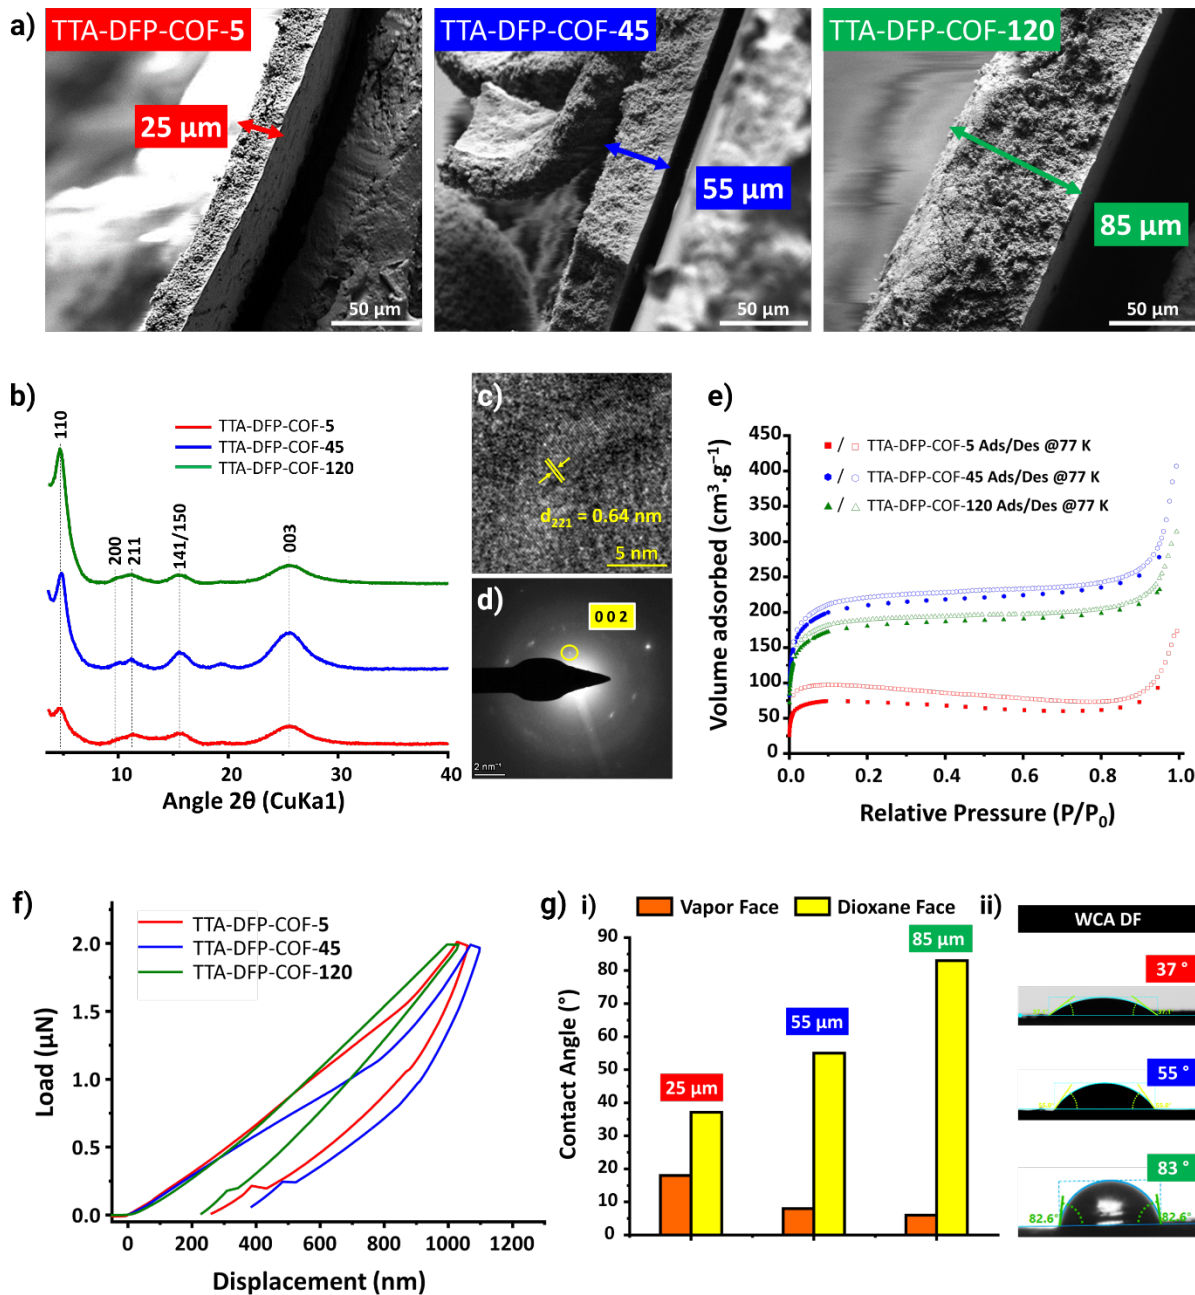 a)
TTA-DFP-COF-5
25 μm
50 μm
TTA-DFP-COF-45
55 μm
50 μm
TTA-DFP-COF-120
85 μm
50 μm
b)
TTA-DFP-COF-5
TTA-DFP-COF-45
TTA-DFP-COF-120
110
200
211
141/150
003
10
20
30
40
Angle 2θ (CuKa1)
c)
d221 = 0.64 nm
5 nm
d)
0 0 2
2 nm⁻¹
e)
Volume adsorbed (cm³·g⁻¹)
450
400
350
300
250
200
150
100
50
0
/ TTA-DFP-COF-5 Ads/Des @77 K
/ TTA-DFP-COF-45 Ads/Des @77 K
/ TTA-DFP-COF-120 Ads/Des @77 K
0.0
0.2
0.4
0.6
0.8
1.0
Relative Pressure (P/P0)
f)
TTA-DFP-COF-5
TTA-DFP-COF-45
TTA-DFP-COF-120
Load (μN)
2.0
1.5
1.0
0.5
0.0
0
200
400
600
800
1000
1200
Displacement (nm)
g)
i)
Vapor Face
Dioxane Face
Contact Angle (°)
90
80
70
60
50
40
30
20
10
0
25 μm
55 μm
85 μm
ii)
WCA DF
37 °
55 °
83 °
82.6°
82.6°